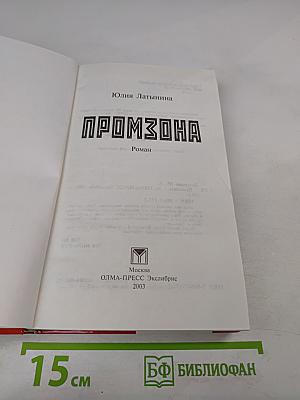 Юлия Латынина
ПРОМЗОНА
Роман
Москва
ОЛМА-ПРЕСС Экслибрис
2003
15 см
БФ БИБЛИОФАН